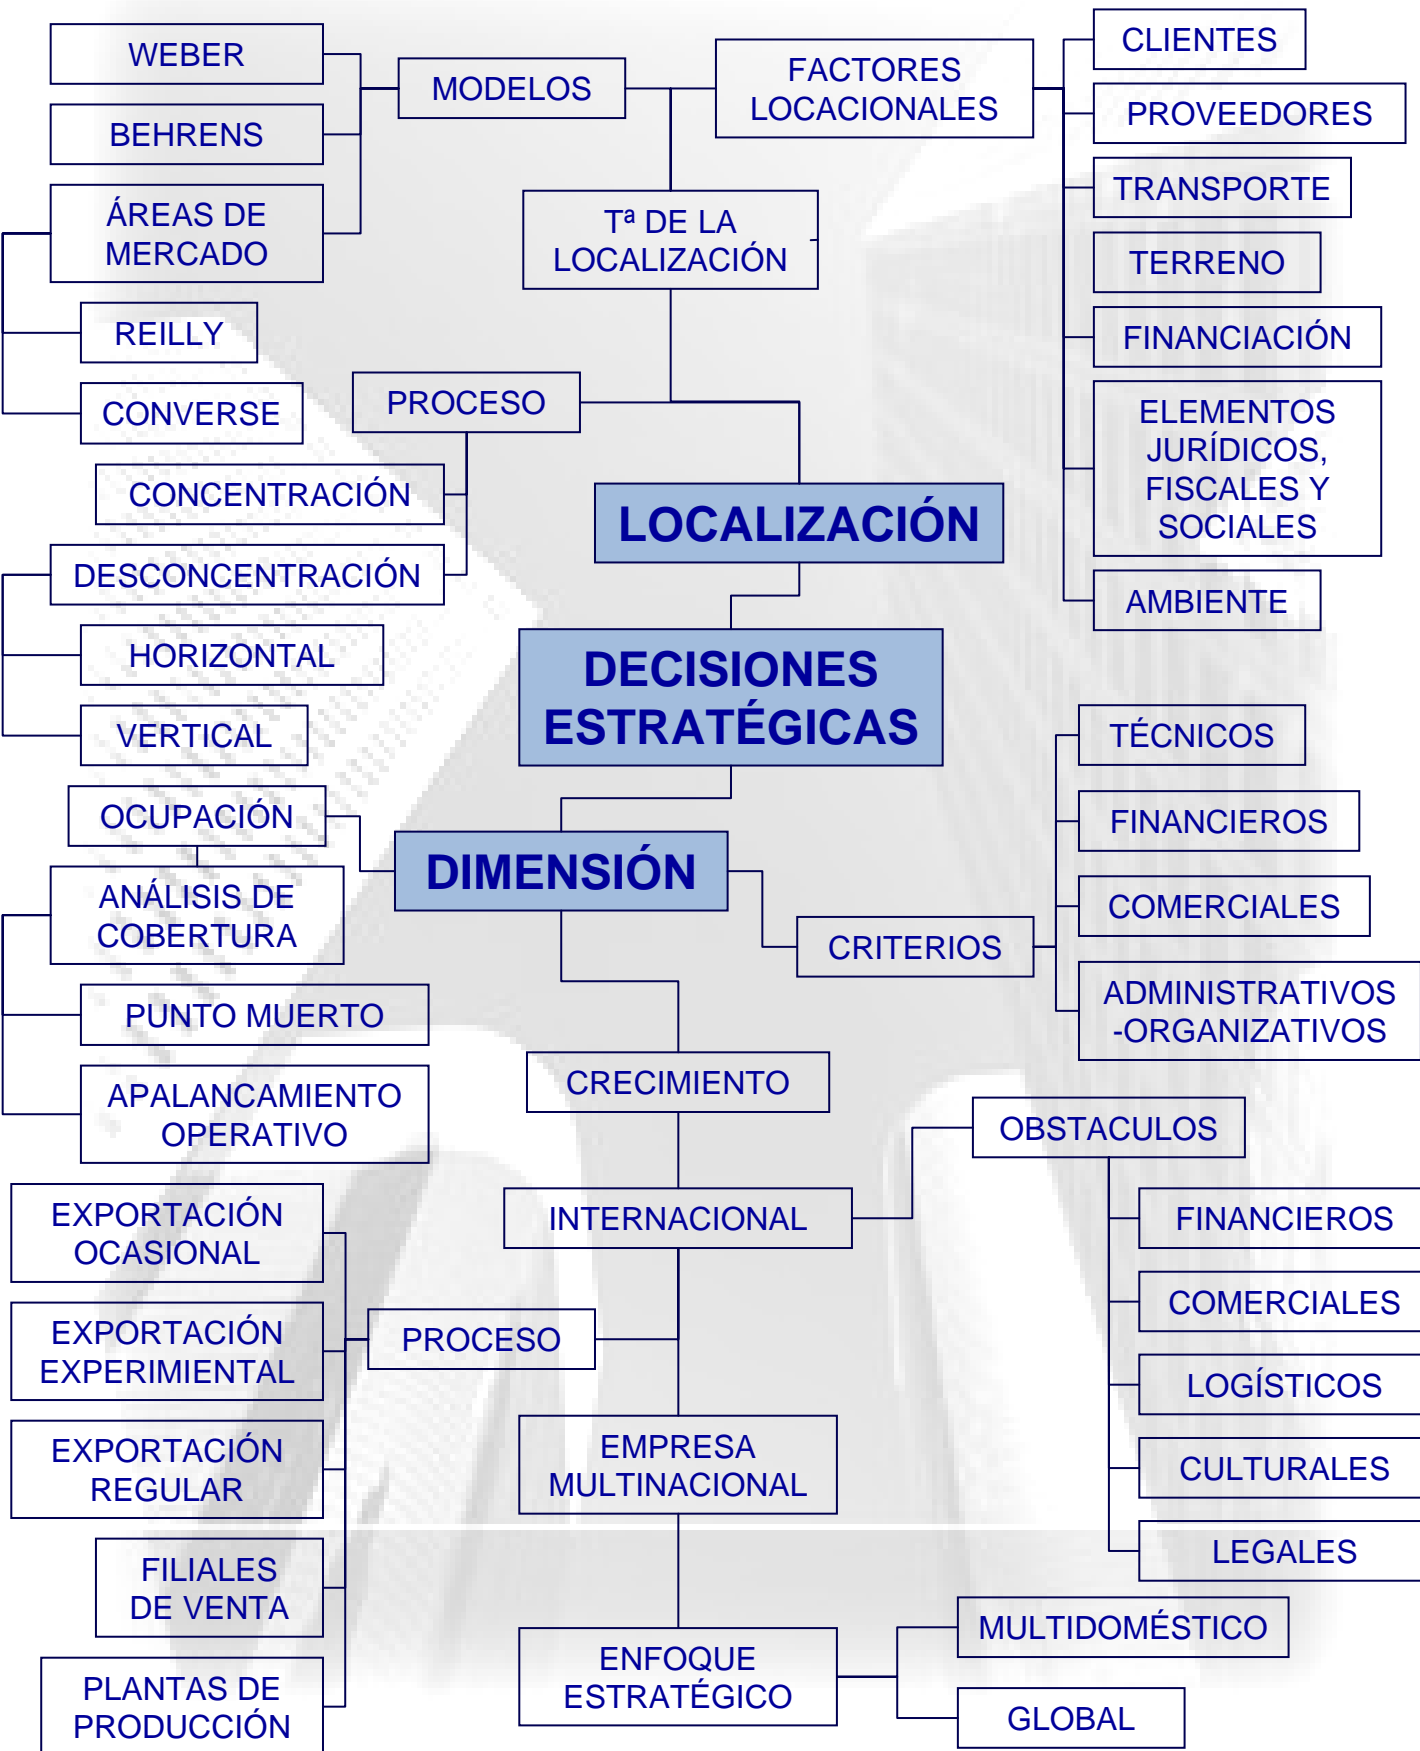 WEBER
BEHRENS
ÁREAS DE
MERCADO
REILLY
CONVERSE
MODELOS
FACTORES
LOCACIONALES
CLIENTES
PROVEEDORES
TRANSPORTE
TERRENO
FINANCIACIÓN
ELEMENTOS
JURÍDICOS,
FISCALES Y
SOCIALES
AMBIENTE
Tª DE LA
LOCALIZACIÓN
PROCESO
CONCENTRACIÓN
DESCONCENTRACIÓN
HORIZONTAL
VERTICAL
LOCALIZACIÓN
DECISIONES
ESTRATÉGICAS
DIMENSIÓN
OCUPACIÓN
ANÁLISIS DE
COBERTURA
PUNTO MUERTO
APALANCAMIENTO
OPERATIVO
CRITERIOS
TÉCNICOS
FINANCIEROS
COMERCIALES
ADMINISTRATIVOS
-ORGANIZATIVOS
CRECIMIENTO
INTERNACIONAL
OBSTACULOS
FINANCIEROS
COMERCIALES
LOGÍSTICOS
CULTURALES
LEGALES
PROCESO
EXPORTACIÓN
OCASIONAL
EXPORTACIÓN
EXPERIMIENTAL
EXPORTACIÓN
REGULAR
FILIALES
DE VENTA
PLANTAS DE
PRODUCCIÓN
EMPRESA
MULTINACIONAL
ENFOQUE
ESTRATÉGICO
MULTIDOMÉSTICO
GLOBAL